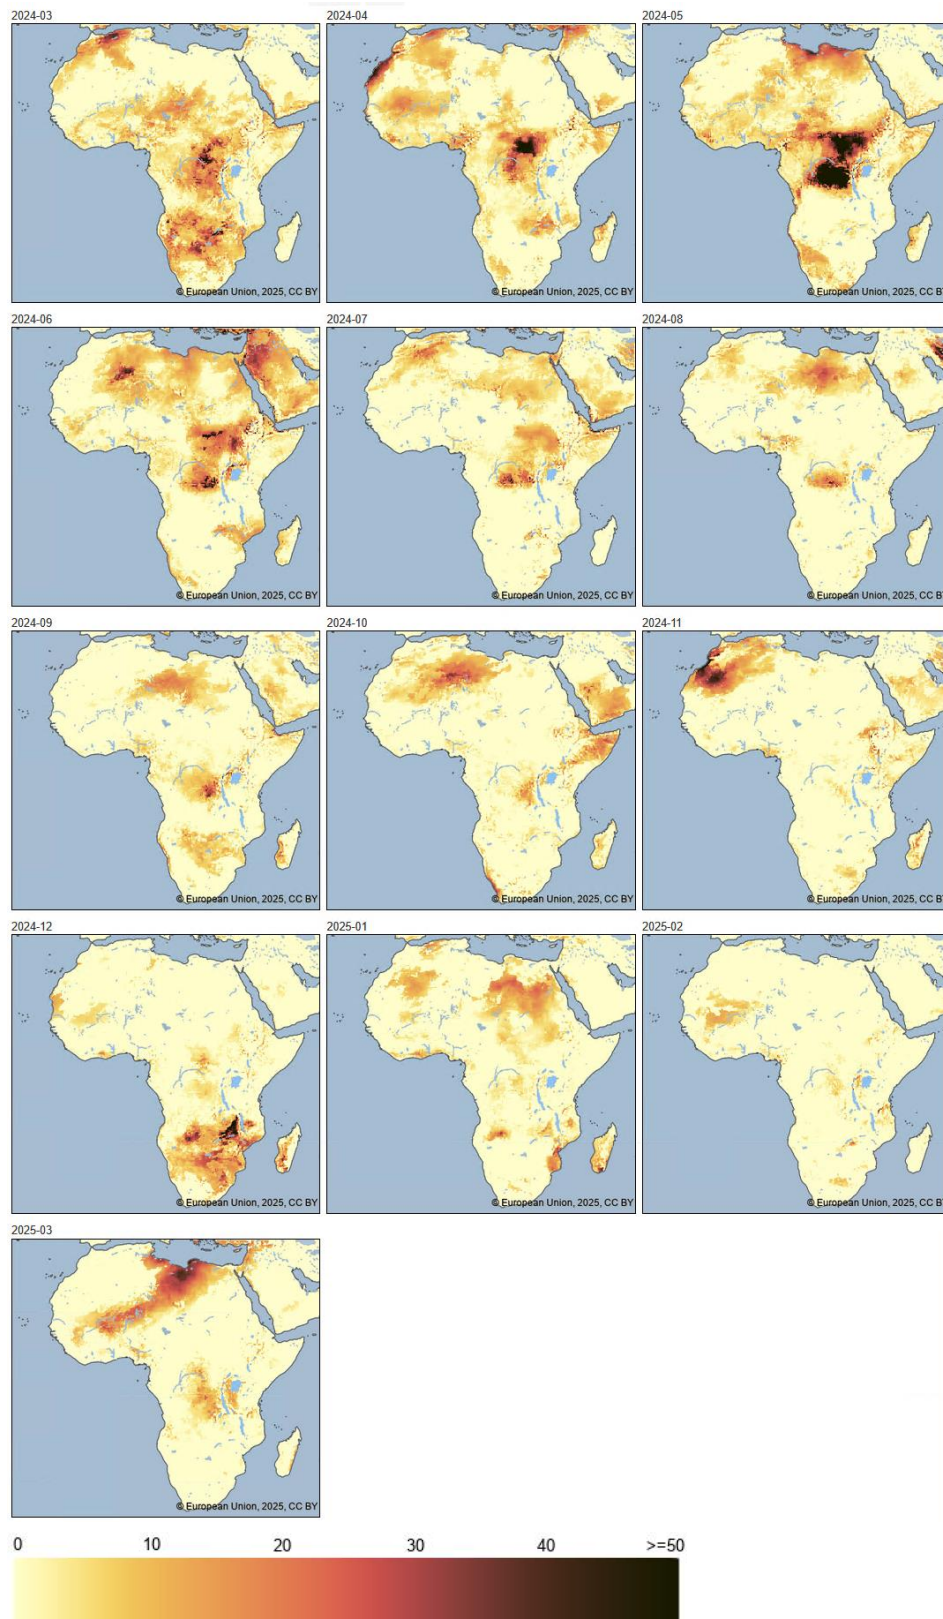 2024-03
2024-04
2024-05
© European Union, 2025, CC BY
© European Union, 2025, CC BY
© European Union, 2025, CC B
2024-06
2024-07
2024-08
© European Union, 2025, CC BY
© European Union, 2025, CC BY
© European Union, 2025, CC B
2024-09
2024-10
2024-11
© European Union, 2025, CC BY
© European Union, 2025, CC BY
© European Union, 2025, CC B
2024-12
2025-01
2025-02
© European Union, 2025, CC BY
© European Union, 2025, CC BY
© European Union, 2025, CC B
2025-03
© European Union, 2025, CC BY
0 10 20 30 40 >=50